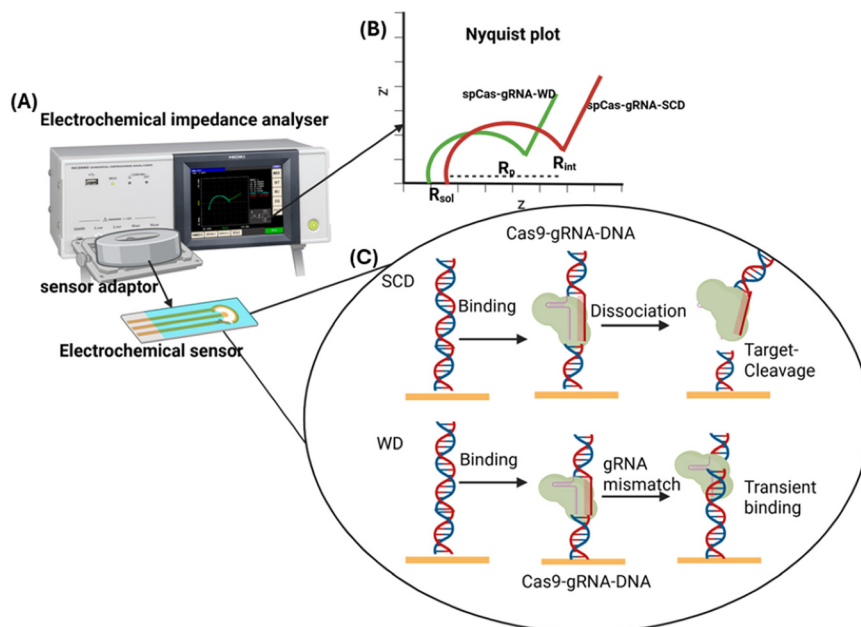 (B)
Nyquist plot
(A)
Electrochemical impedance analyser
spCas-gRNA-WD
spCas-gRNA-SCD
z'
HIOKI
Rp
Rint
Rsol
z
(C)
Cas9-gRNA-DNA
SCD
sensor adaptor
Binding
Dissociation
Electrochemical sensor
Target-
Cleavage
WD
Binding
gRNA
mismatch
Transient
binding
Cas9-gRNA-DNA